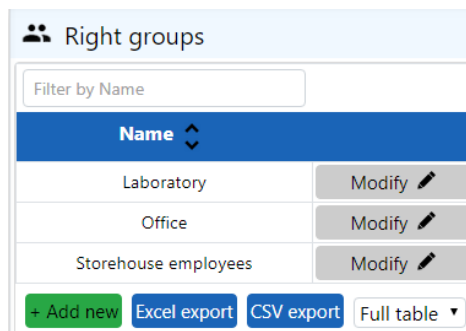 Right groups
Filter by Name
Name
Laboratory Modify
Office Modify
Storehouse employees Modify
+ Add new Excel export CSV export Full table